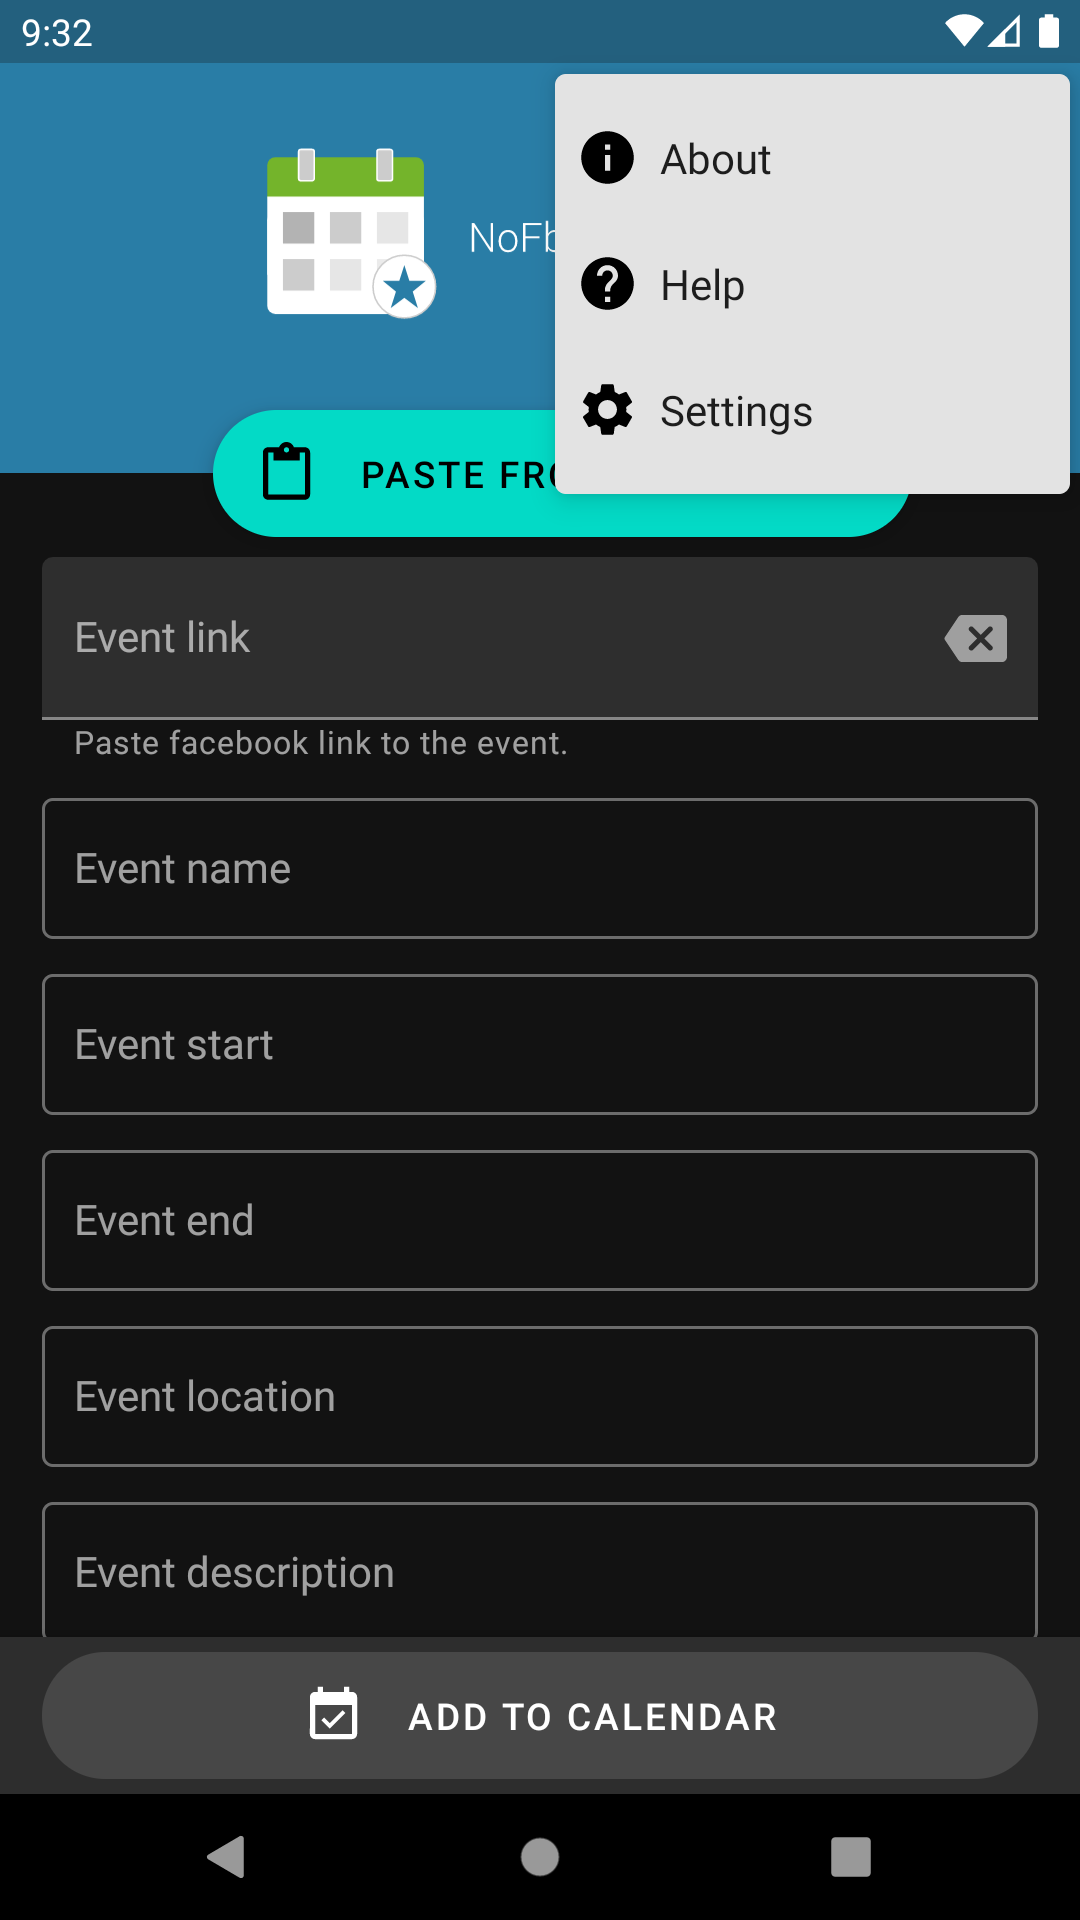 9:32
About
NoFb
Help
Settings
PASTE FRO
Event link
Paste facebook link to the event.
Event name
Event start
Event end
Event location
Event description
ADD TO CALENDAR